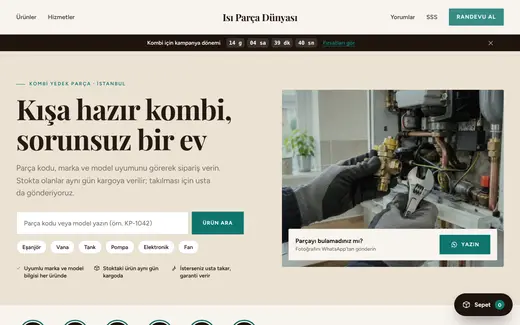 Ürünler
Hizmetler
Isı Parça Dünyası
Yorumlar
SSS
RANDEVU AL
Kombi için kampanya dönemi
14 g 04 sa 39 dk 40 sn
Fırsatları gör
KOMBİ YEDEK PARÇA · İSTANBUL
Kışa hazır kombi,
sorunsuz bir ev
Parça kodu, marka ve model uyumunu görerek sipariş verin.
Stokta olanlar aynı gün kargoya verilir; takılması için usta
da gönderiyoruz.
Parça kodu veya model yazın (örn. KP-1042)
ÜRÜN ARA
Eşanjör
Vana
Tank
Pompa
Elektronik
Fan
Uyumlu marka ve model
bilgisi her üründe
Stoktaki ürün aynı gün
kargoda
İsterseniz usta takar,
garanti verir
Parçayı bulamadınız mı?
Fotoğrafını WhatsApp'tan gönderin
YAZIN
Sepet 0